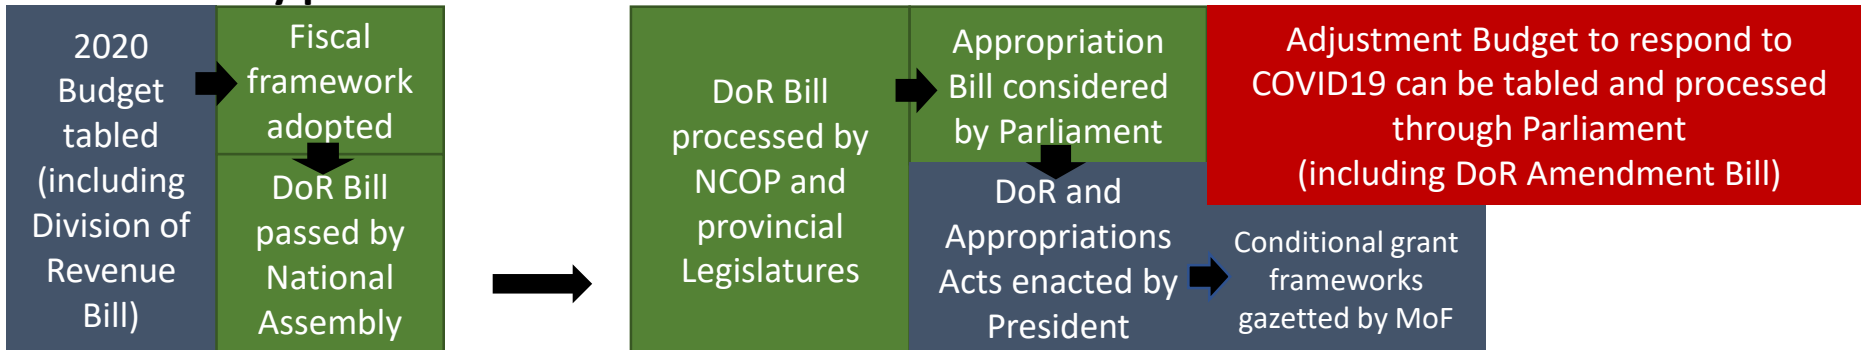 2020
Budget
tabled
(including
Division of
Revenue
Bill)
Fiscal
framework
adopted
DoR Bill
passed by
National
Assembly
DoR Bill
processed by
NCOP and
provincial
Legislatures
Appropriation
Bill considered
by Parliament
DoR and
Appropriations
Acts enacted by
President
Adjustment Budget to respond to
COVID19 can be tabled and processed
through Parliament
(including DoR Amendment Bill)
Conditional grant
frameworks
gazetted by MoF